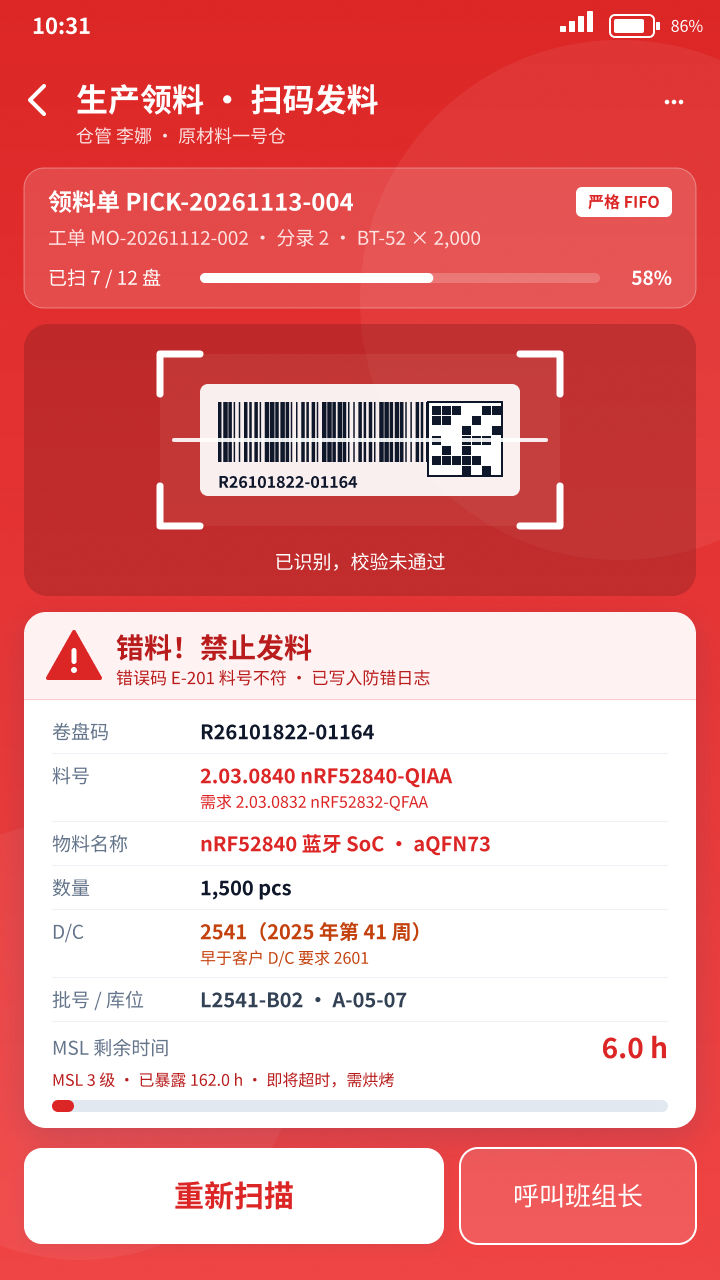 10:31
86%
生产领料 · 扫码发料
仓管 李娜 · 原材料一号仓
领料单 PICK-20261113-004
严格 FIFO
工单 MO-20261112-002 · 分录 2 · BT-52 × 2,000
已扫 7 / 12 盘
58%
R26101822-01164
已识别，校验未通过
错料！禁止发料
错误码 E-201 料号不符 · 已写入防错日志
卷盘码 R26101822-01164
料号 2.03.0840 nRF52840-QIAA
需求 2.03.0832 nRF52832-QFAA
物料名称 nRF52840 蓝牙 SoC · aQFN73
数量 1,500 pcs
D/C 2541（2025 年第 41 周）
早于客户 D/C 要求 2601
批号 / 库位 L2541-B02 · A-05-07
MSL 剩余时间 6.0 h
MSL 3 级 · 已暴露 162.0 h · 即将超时，需烘烤
重新扫描
呼叫班组长